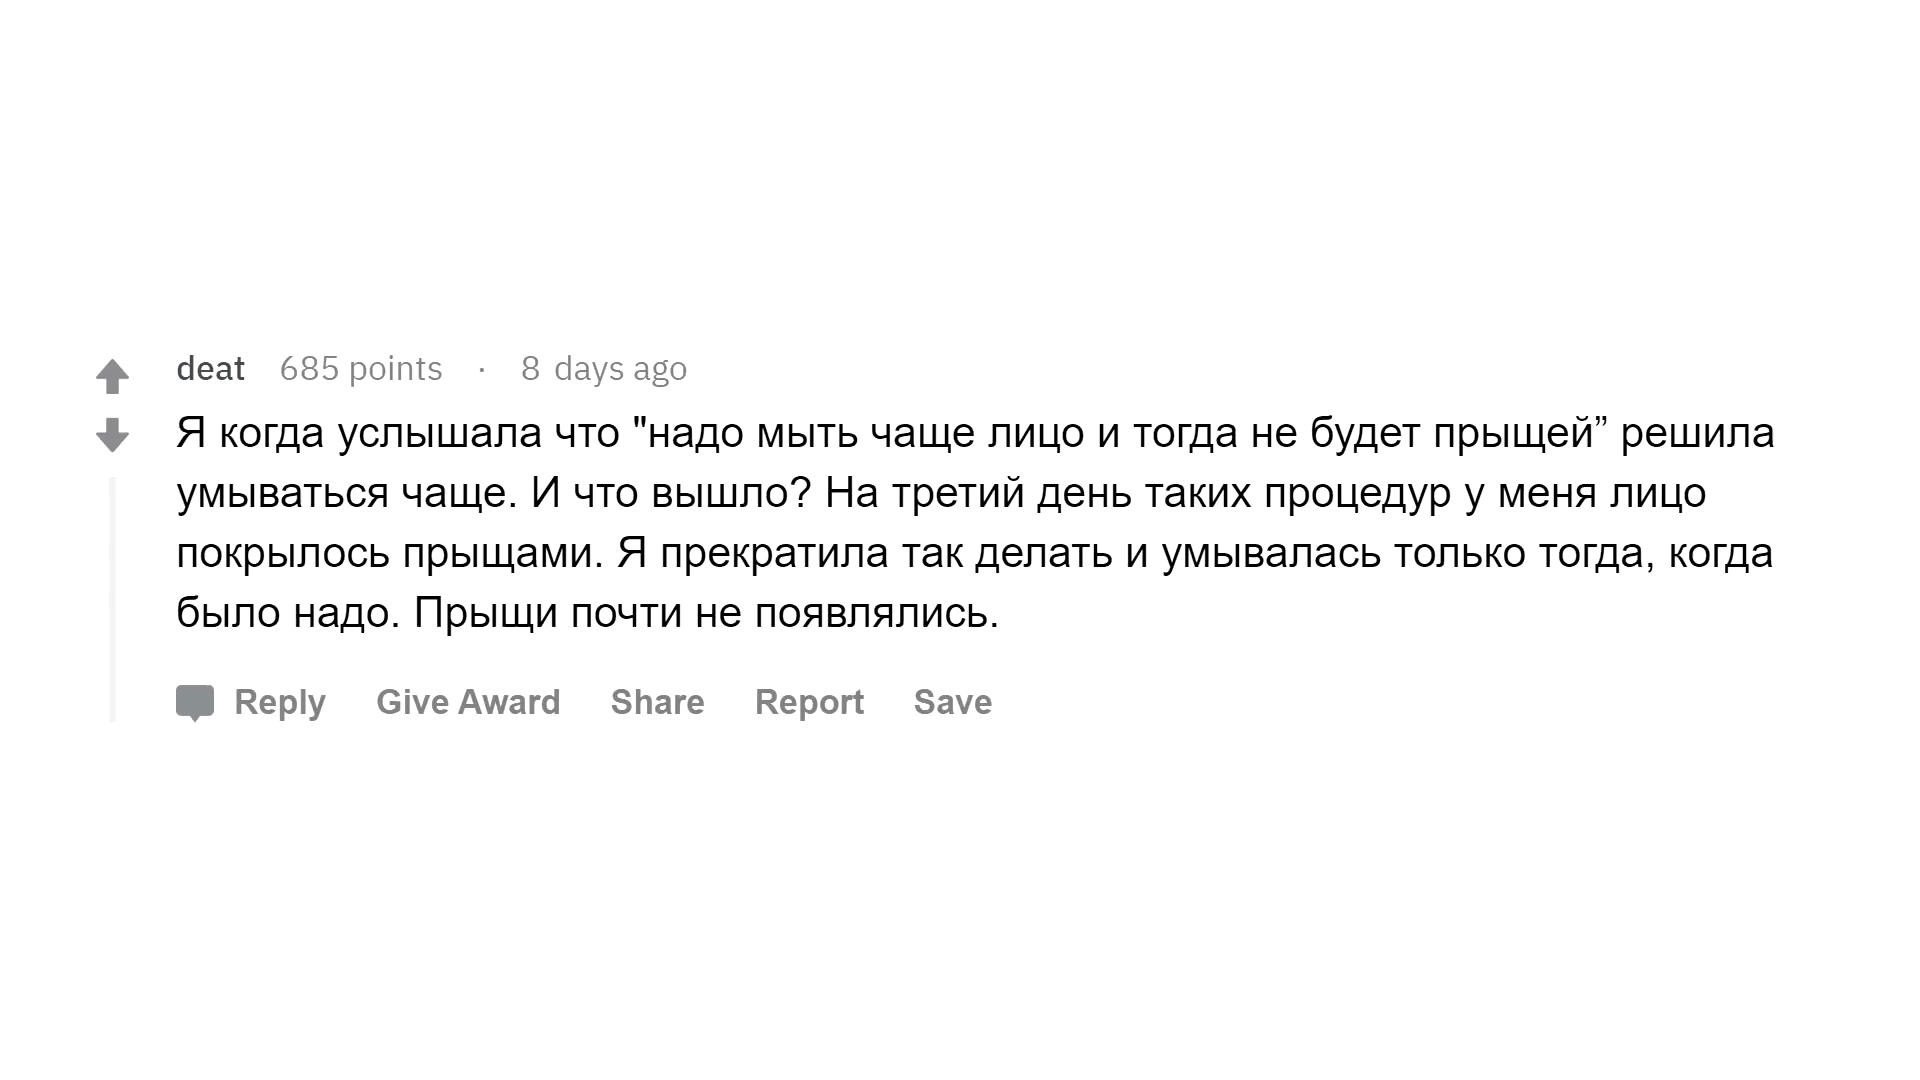 deat 685 points · 8 days ago
Я когда услышала что "надо мыть чаще лицо и тогда не будет прыщей” решила
умываться чаще. И что вышло? На третий день таких процедур у меня лицо
покрылось прыщами. Я прекратила так делать и умывалась только тогда, когда
было надо. Прыщи почти не появлялись.
Reply Give Award Share Report Save